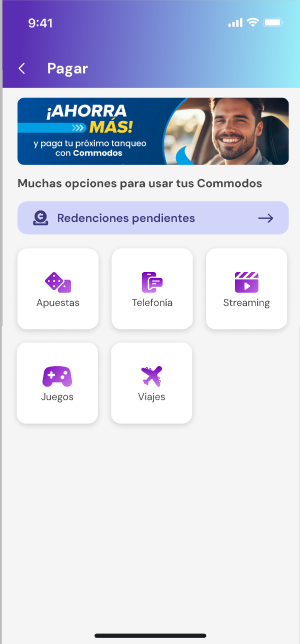 9:41
Pagar
¡AHORRA
MÁS!
y paga tu próximo tanqueo
con Commodos
Muchas opciones para usar tus Commodos
Redenciones pendientes
Apuestas
Telefonía
Streaming
Juegos
Viajes